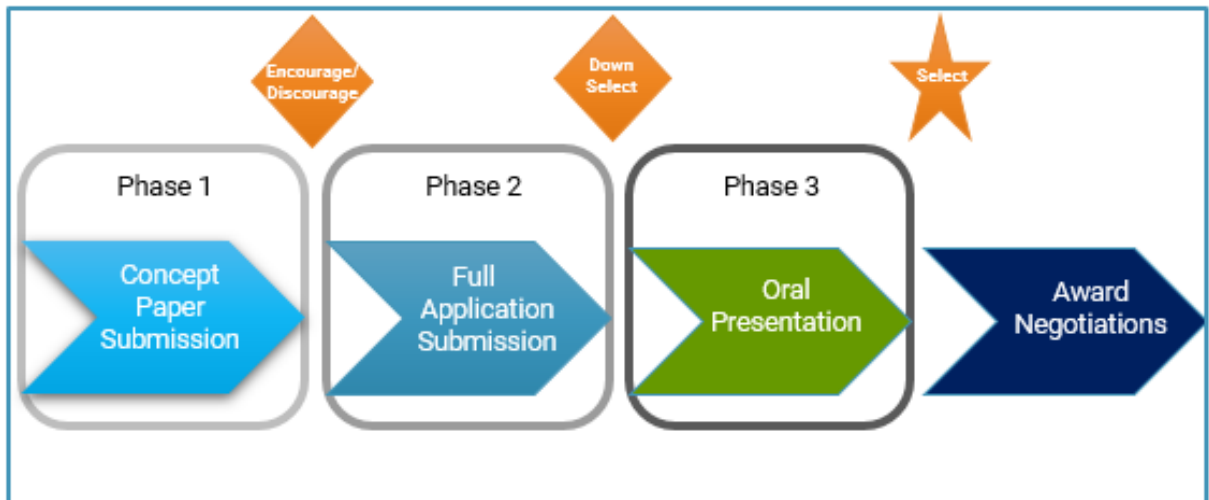 Encourage/
Discourage
Down
Select
Select
Phase 1
Phase 2
Phase 3
Concept
Paper
Submission
Full
Application
Submission
Oral
Presentation
Award
Negotiations